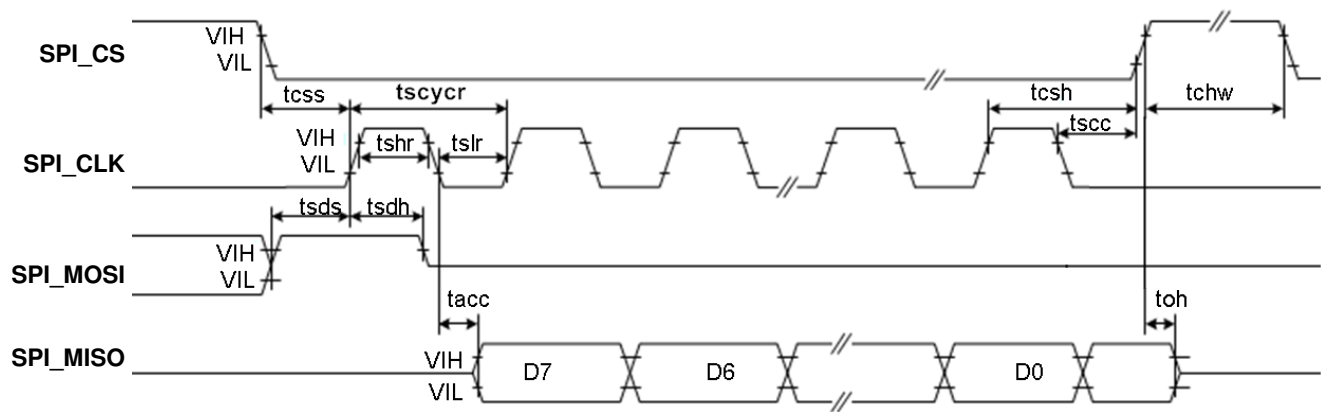 SPI_CS
VIH
VIL
tcss
tscycr
tcsh
tchw
tscc
SPI_CLK
VIH
VIL
tshr
tslr
tsds
tsdh
SPI_MOSI
VIH
VIL
tacc
toh
SPI_MISO
VIH
VIL
D7
D6
D0